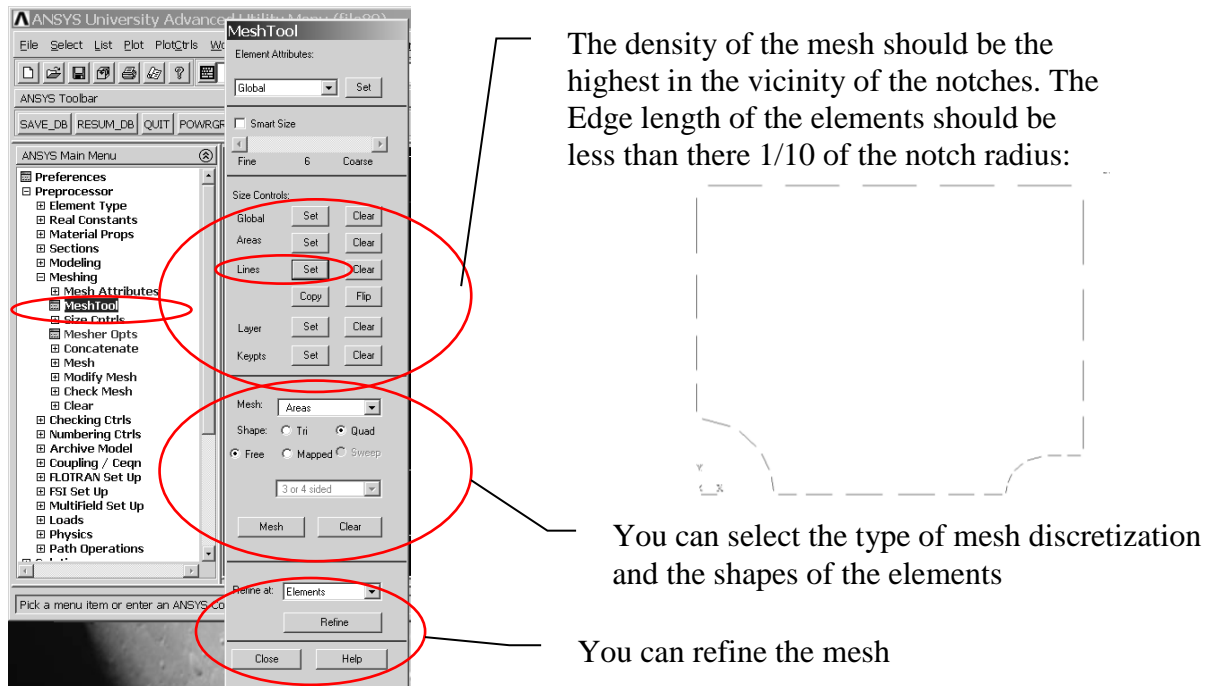 ANSYS University Advanced Utility Menu (file80)
File Select List Plot PlotCtrls
ANSYS Toolbar
SAVE_DB RESUM_DB QUIT POWRGR
ANSYS Main Menu
Preferences
Preprocessor
Element Type
Real Constants
Material Props
Sections
Modeling
Meshing
Mesh Attributes
MeshTool
Size Cntrls
Mesher Opts
Concatenate
Mesh
Modify Mesh
Check Mesh
Clear
Checking Ctrls
Numbering Ctrls
Archive Model
Coupling / Ceqn
FLOTRAN Set Up
FSI Set Up
MultiField Set Up
Loads
Physics
Path Operations
Pick a menu item or enter an ANSYS Co
MeshTool
Element Attributes:
Global Set
Smart Size
Fine 6 Coarse
Size Controls:
Global Set Clear
Areas Set Clear
Lines Set Clear
Copy Flip
Layer Set Clear
Keypts Set Clear
Mesh: Areas
Shape: Tri Quad
Free Mapped Sweep
3 or 4 sided
Mesh Clear
Refine at: Elements
Refine
Close Help
The density of the mesh should be the
highest in the vicinity of the notches. The
Edge length of the elements should be
less than there 1/10 of the notch radius:
Y
X
You can select the type of mesh discretization
and the shapes of the elements
You can refine the mesh